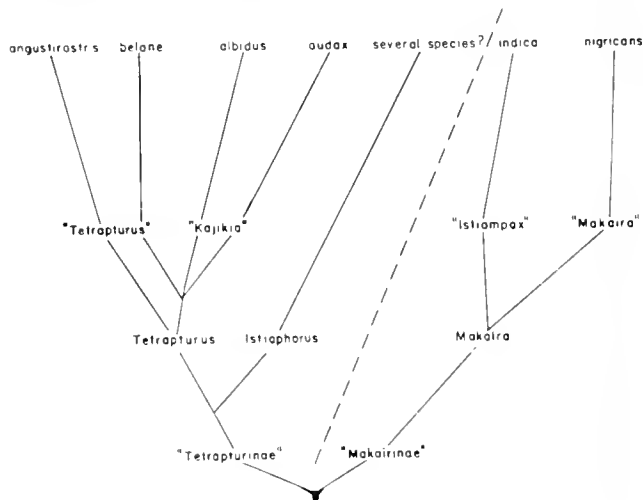 angustirostris belone albidus audax several species? indica nigricans
"Tetrapturus" "Kajikia" "Istiompax" "Makaira"
Tetrapturus Istiophorus Makaira
"Tetrapturinae" "Makairinae"